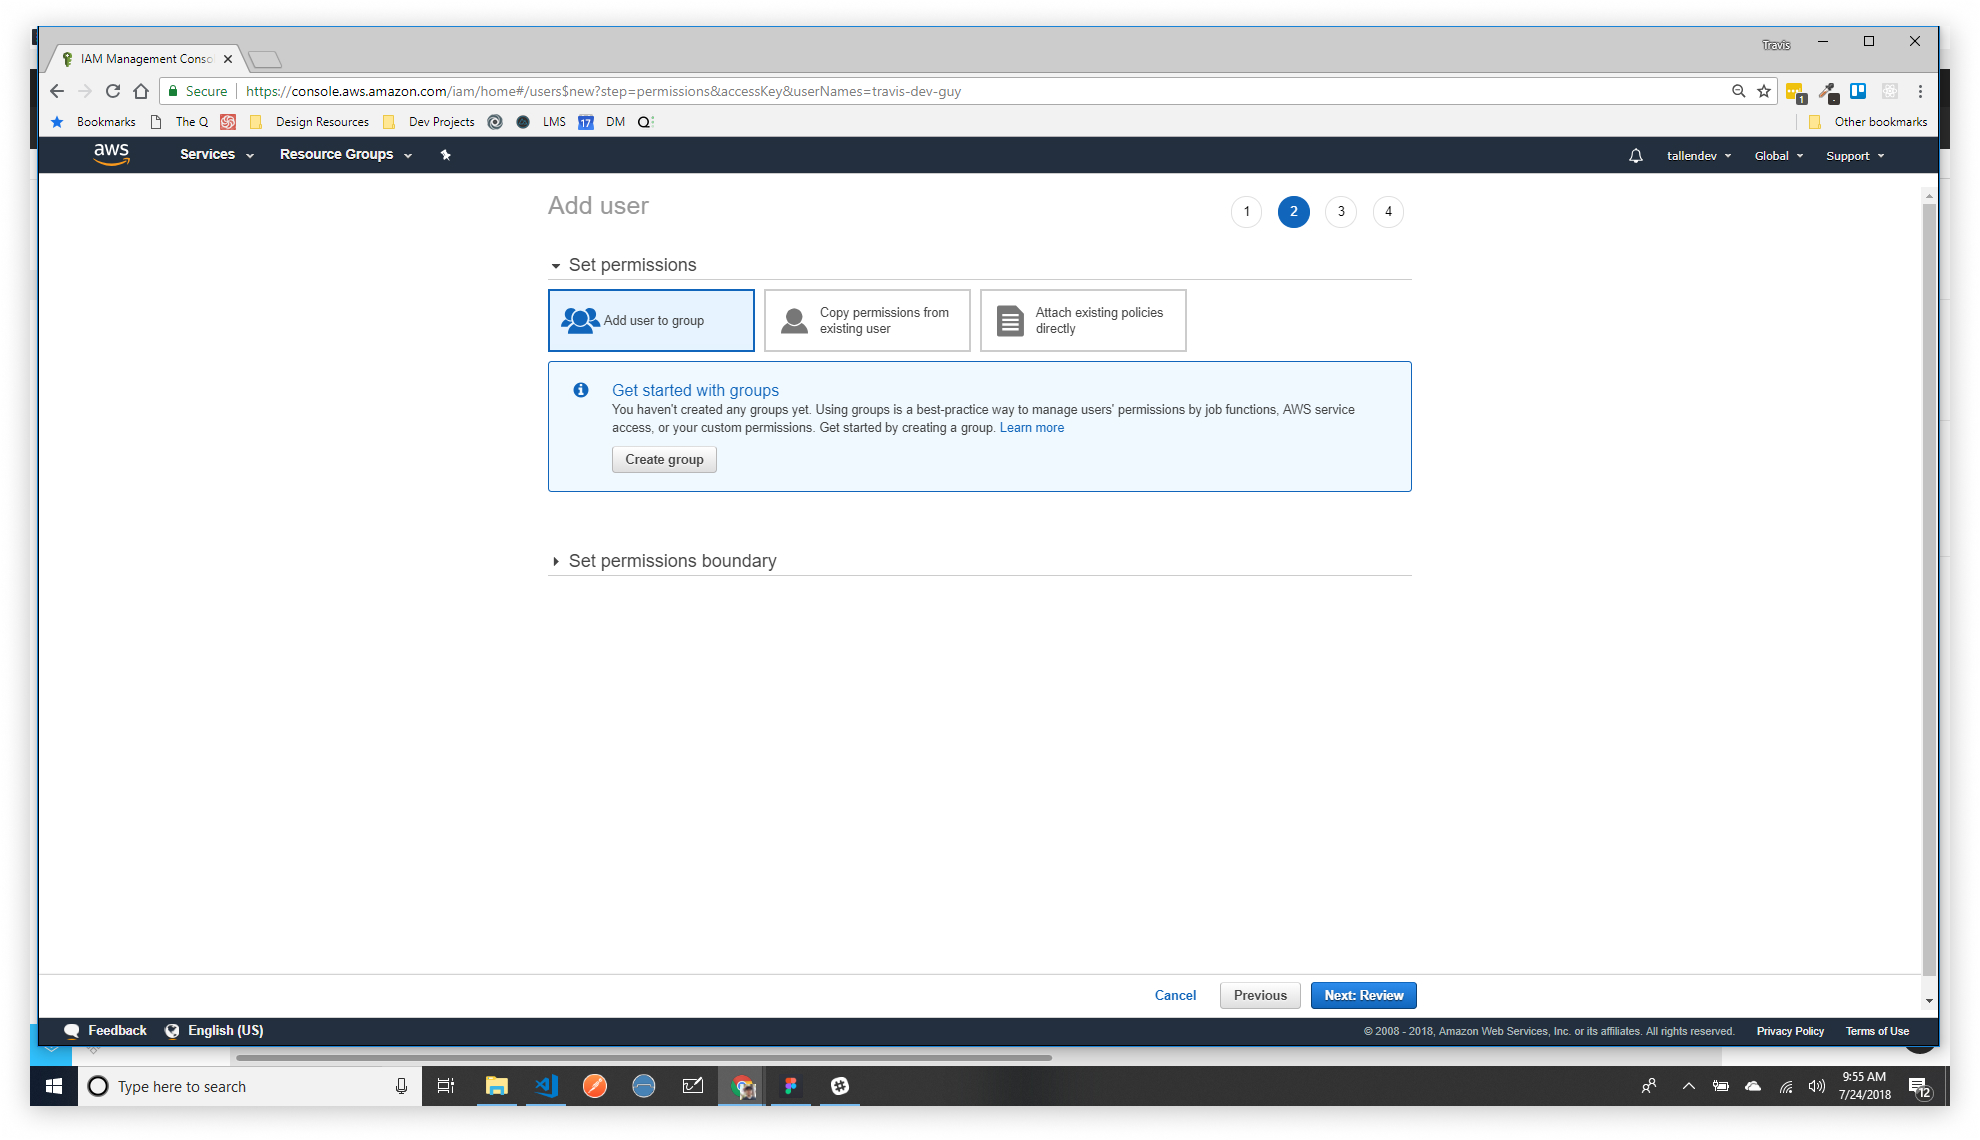 Travis
IAM Management Conso
Secure
https://console.aws.amazon.com/iam/home#/users$new?step=permissions&accessKey&userNames=travis-dev-guy
1
Bookmarks
The Q
Design Resources
Dev Projects
LMS
17
DM
Q
Other bookmarks
aws
Services
Resource Groups
tallendev
Global
Support
Add user
1
2
3
4
Set permissions
Add user to group
Copy permissions from
existing user
Attach existing policies
directly
Get started with groups
You haven't created any groups yet. Using groups is a best-practice way to manage users' permissions by job functions, AWS service
access, or your custom permissions. Get started by creating a group. Learn more
Create group
Set permissions boundary
Cancel
Previous
Next: Review
Feedback
English (US)
© 2008 - 2018, Amazon Web Services, Inc. or its affiliates. All rights reserved.
Privacy Policy
Terms of Use
Type here to search
9:55 AM
7/24/2018
12